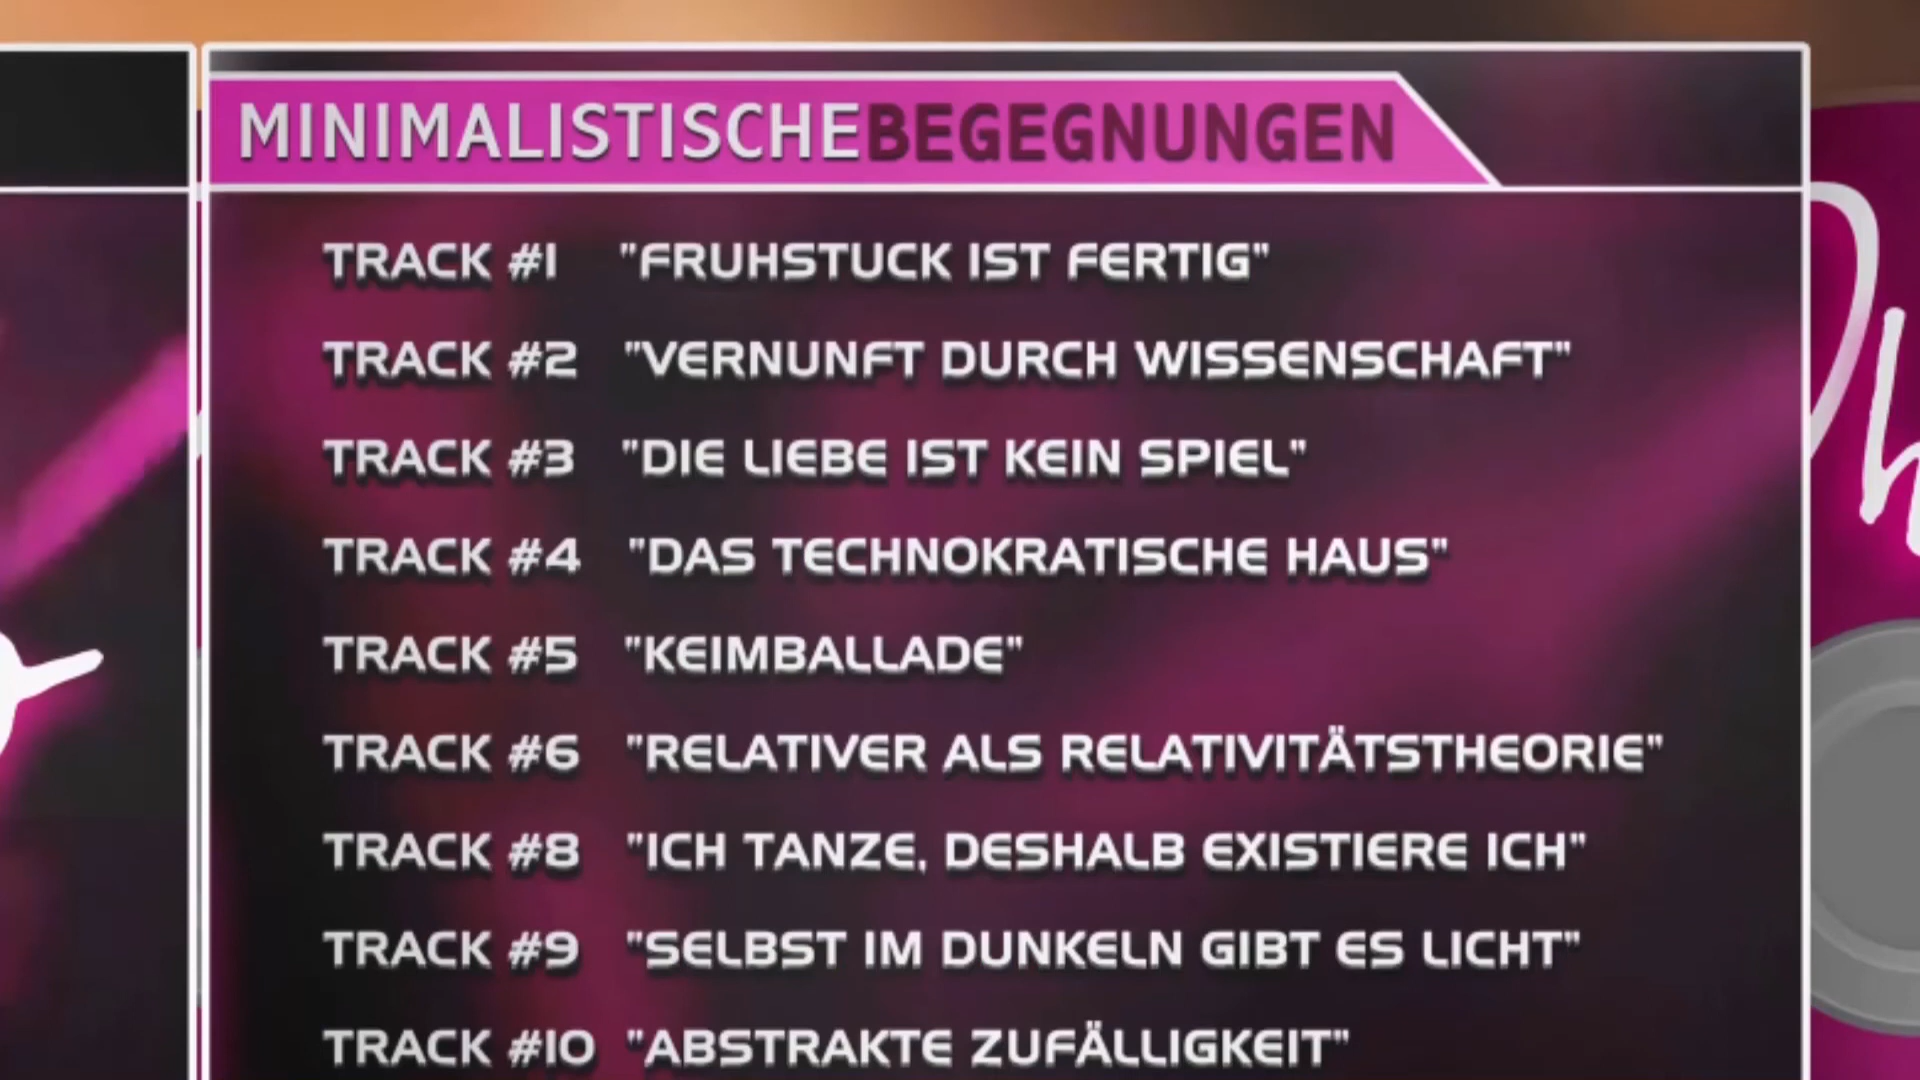 MINIMALISTISCHEBEGEGNUNGEN
TRACK #1 "FRUHSTUCK IST FERTIG"
TRACK #2 "VERNUNFT DURCH WISSENSCHAFT"
TRACK #3 "DIE LIEBE IST KEIN SPIEL"
TRACK #4 "DAS TECHNOKRATISCHE HAUS"
TRACK #5 "KEIMBALLADE"
TRACK #6 "RELATIVER ALS RELATIVITÄTSTHEORIE"
TRACK #8 "ICH TANZE, DESHALB EXISTIERE ICH"
TRACK #9 "SELBST IM DUNKELN GIBT ES LICHT"
TRACK #10 "ABSTRAKTE ZUFÄLLIGKEIT"